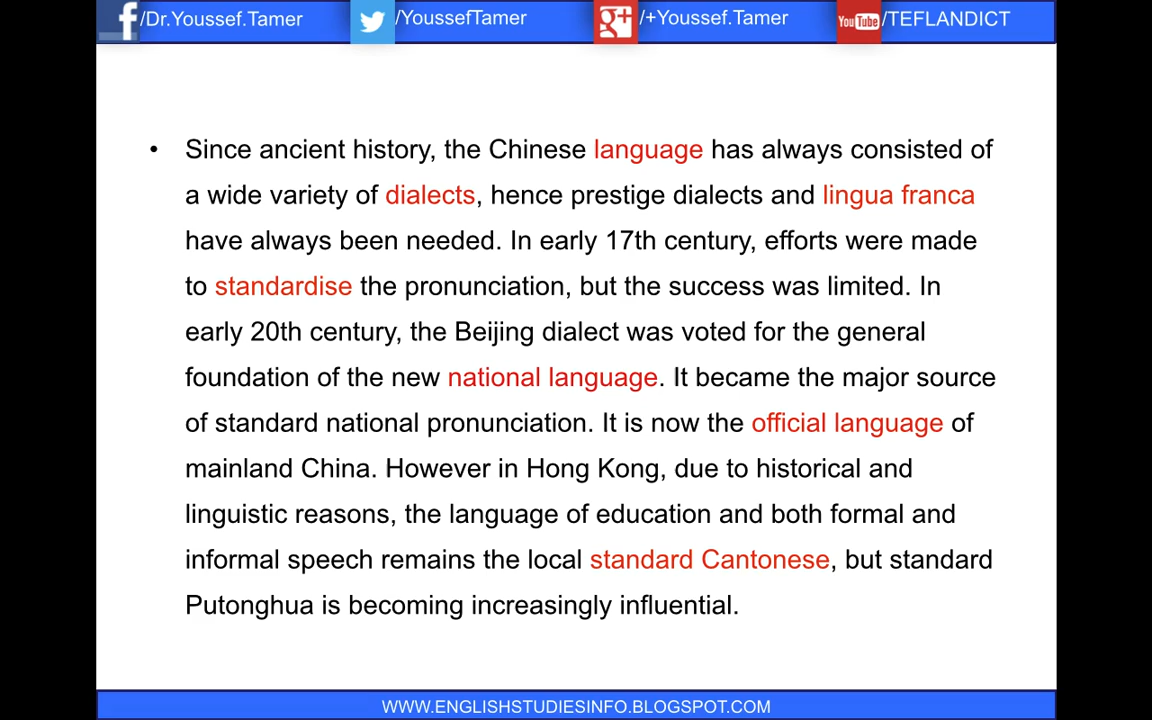 f /Dr.Youssef.Tamer /YoussefTamer g+ /+Youssef.Tamer YouTube /TEFLANDICT
• Since ancient history, the Chinese language has always consisted of
a wide variety of dialects, hence prestige dialects and lingua franca
have always been needed. In early 17th century, efforts were made
to standardise the pronunciation, but the success was limited. In
early 20th century, the Beijing dialect was voted for the general
foundation of the new national language. It became the major source
of standard national pronunciation. It is now the official language of
mainland China. However in Hong Kong, due to historical and
linguistic reasons, the language of education and both formal and
informal speech remains the local standard Cantonese, but standard
Putonghua is becoming increasingly influential.
WWW.ENGLISHSTUDIESINFO.BLOGSPOT.COM